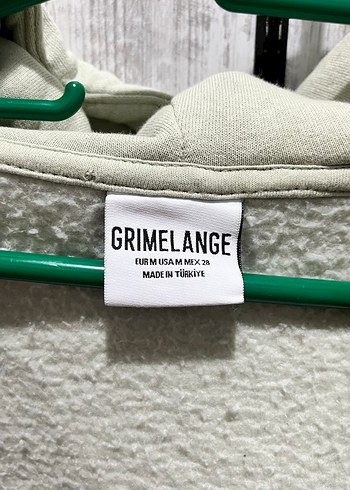 GRIMELANGE
EUR M USA M MEX 28
MADE IN TÜRKİYE